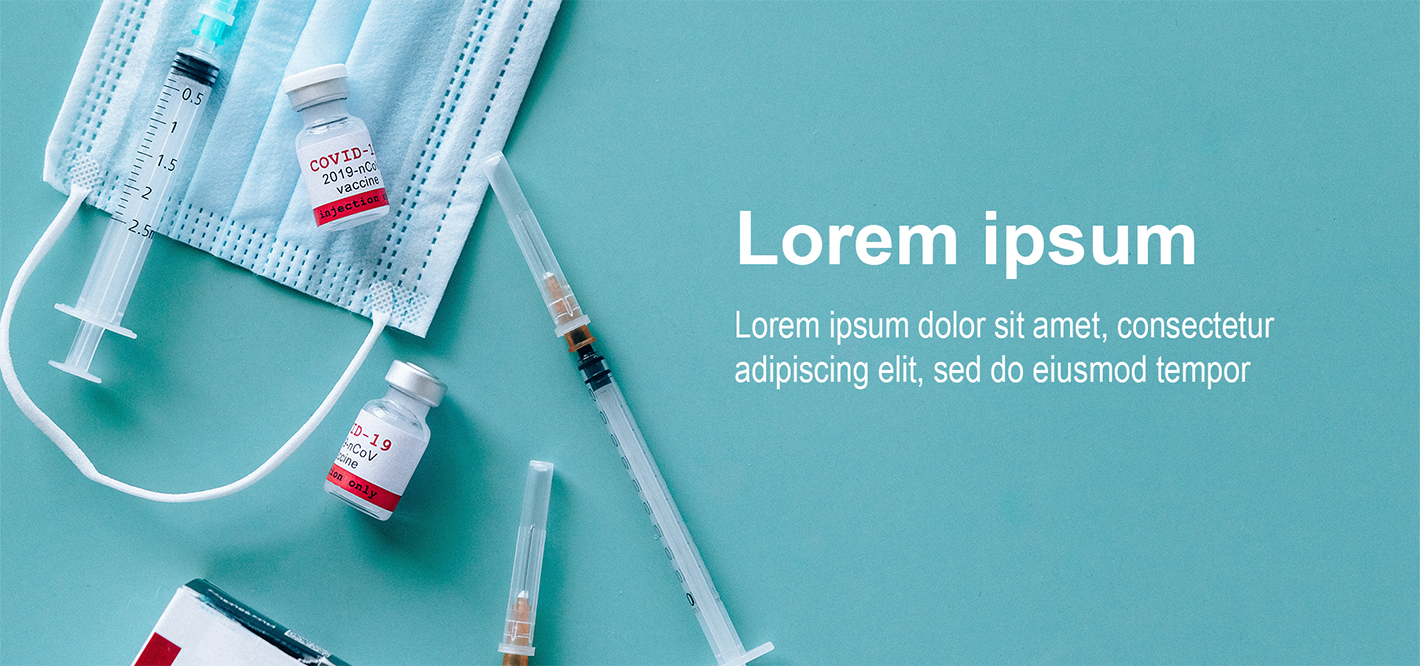 0.5
1
1.5
2
2.5
COVID-1
2019-nCo
vaccine
injection
Lorem ipsum
Lorem ipsum dolor sit amet, consectetur
adipiscing elit, sed do eiusmod tempor
ID-19
-nCoV
ccine
ion only
0